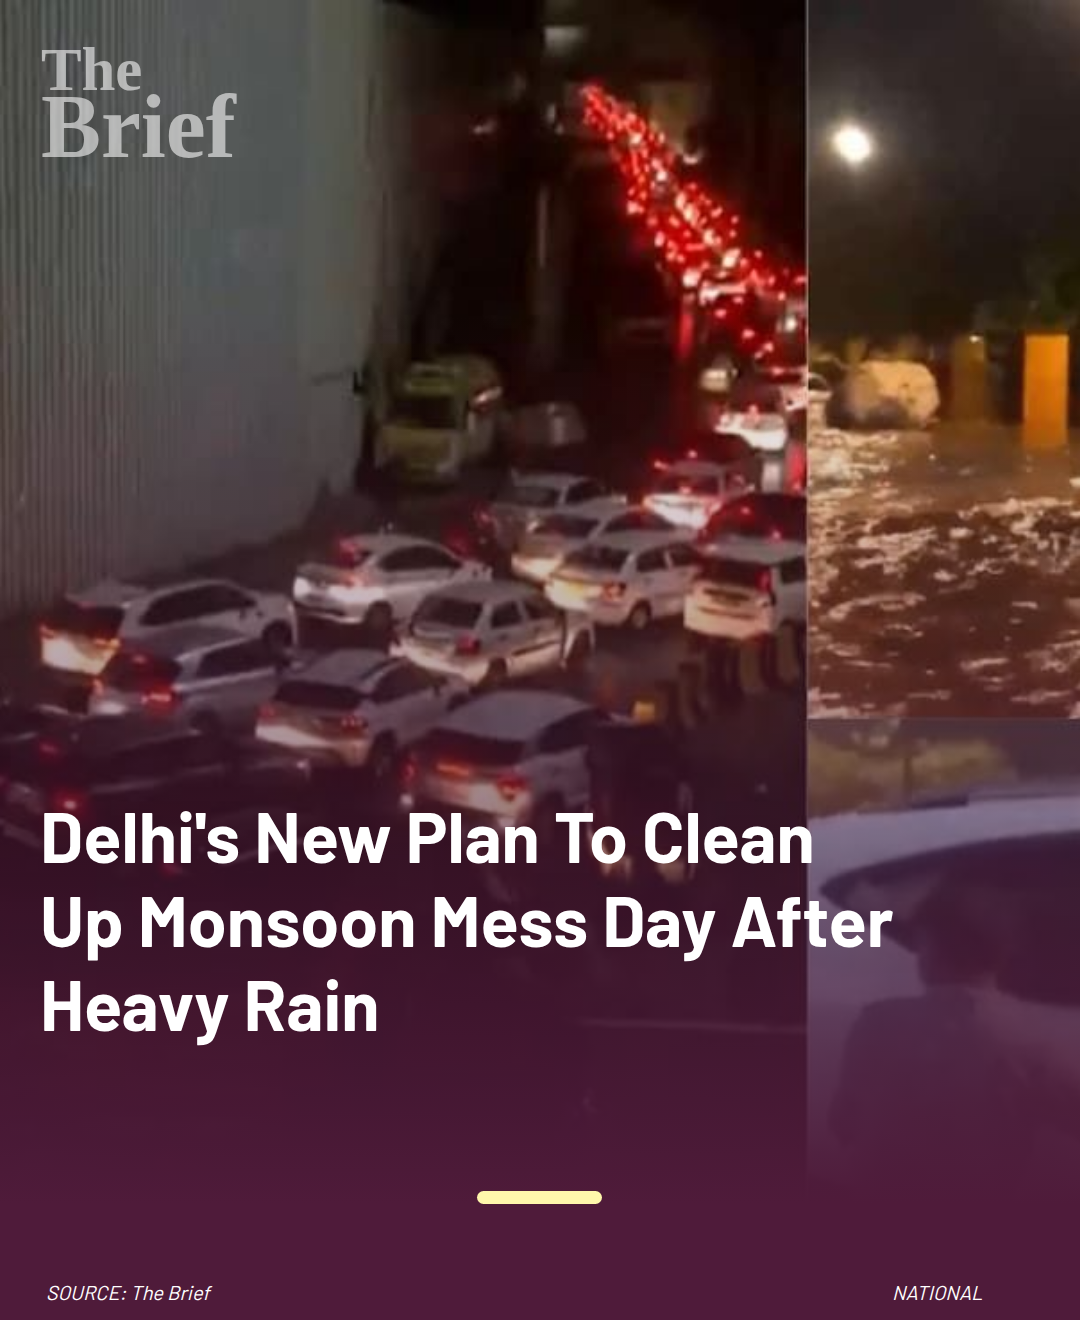 The
Brief
Delhi's New Plan To Clean
Up Monsoon Mess Day After
Heavy Rain
SOURCE: The Brief
NATIONAL